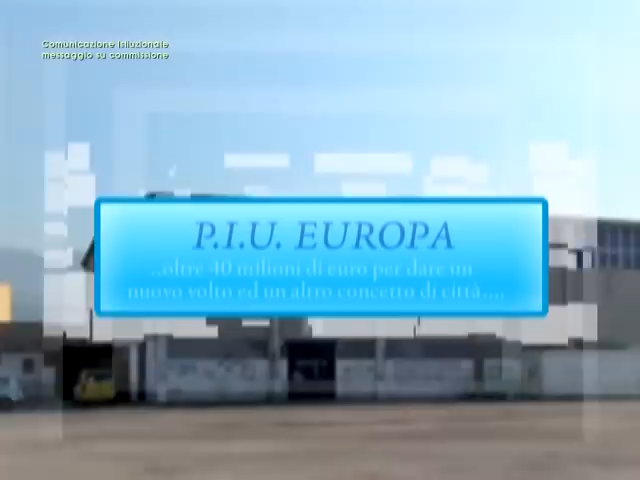 Comunicazione istiuzionale
messaggio su commissione
P.I.U. EUROPA
..oltre 40 milioni di euro per dare un
nuovo volto ed un altro concetto di città....